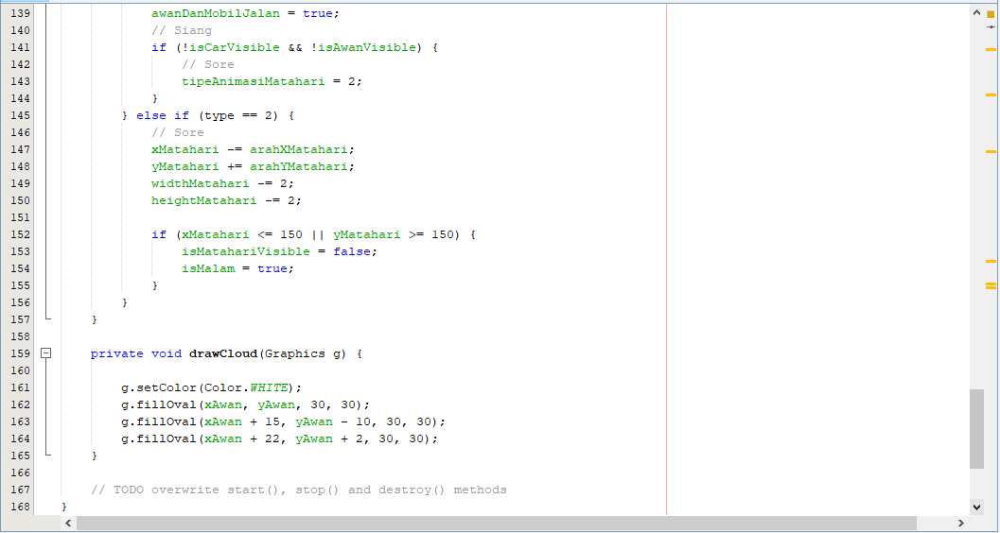 139 awanDanMobilJalan = true;
140 // Siang
141 if (!isCarVisible && !isAwanVisible) {
142 // Sore
143 tipeAnimasiMatahari = 2;
144 }
145 } else if (type == 2) {
146 // Sore
147 xMatahari -= arahXMatahari;
148 yMatahari += arahYMatahari;
149 widthMatahari -= 2;
150 heightMatahari -= 2;
151
152 if (xMatahari <= 150 || yMatahari >= 150) {
153 isMatahariVisible = false;
154 isMalam = true;
155 }
156 }
157 }
158
159 private void drawCloud(Graphics g) {
160
161 g.setColor(Color.WHITE);
162 g.fillOval(xAwan, yAwan, 30, 30);
163 g.fillOval(xAwan + 15, yAwan - 10, 30, 30);
164 g.fillOval(xAwan + 22, yAwan + 2, 30, 30);
165 }
166
167 // TODO overwrite start(), stop() and destroy() methods
168 }